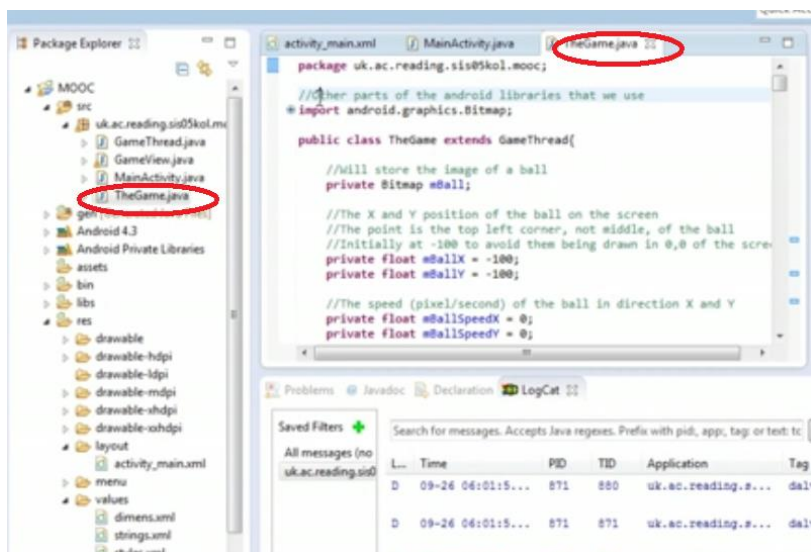 Package Explorer
MOOC
src
uk.ac.reading.sis05kol.mo
GameThread.java
GameView.java
MainActivity.java
TheGame.java
gen
Android 4.3
Android Private Libraries
assets
bin
libs
res
drawable
drawable-hdpi
drawable-ldpi
drawable-mdpi
drawable-xhdpi
drawable-xxhdpi
layout
activity_main.xml
menu
values
dimens.xml
strings.xml
styles.xml
activity_main.xml MainActivity.java TheGame.java
package uk.ac.reading.sis05kol.mooc;
//Other parts of the android libraries that we use
import android.graphics.Bitmap;
public class TheGame extends GameThread{
//Will store the image of a ball
private Bitmap mBall;
//The X and Y position of the ball on the screen
//The point is the top left corner, not middle, of the ball
//Initially at -100 to avoid them being drawn in 0,0 of the scree
private float mBallX = -100;
private float mBallY = -100;
//The speed (pixel/second) of the ball in direction X and Y
private float mBallSpeedX = 0;
private float mBallSpeedY = 0;
Problems @ Javadoc Declaration LogCat
Saved Filters
All messages (no
uk.ac.reading.sis0
Search for messages. Accepts Java regexes. Prefix with pid:, app:, tag: or text: to
L... Time PID TID Application Tag
D 09-26 06:01:5... 871 880 uk.ac.reading.s... dal
D 09-26 06:01:5... 871 871 uk.ac.reading.s... dal